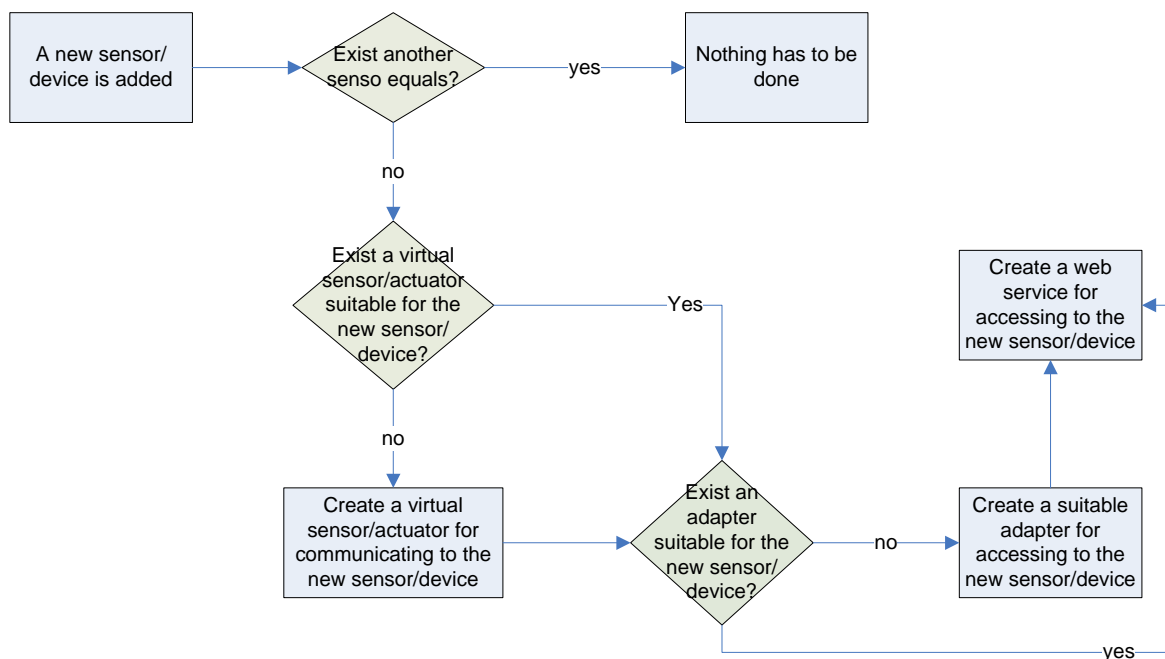 A new sensor/
device is added
Exist another
senso equals?
yes
Nothing has to be
done
no
Exist a virtual
sensor/actuator
suitable for the
new sensor/
device?
Yes
Create a web
service for
accessing to the
new sensor/device
no
Create a virtual
sensor/actuator for
communicating to the
new sensor/device
Exist an
adapter
suitable for the
new sensor/
device?
no
Create a suitable
adapter for
accessing to the
new sensor/device
yes